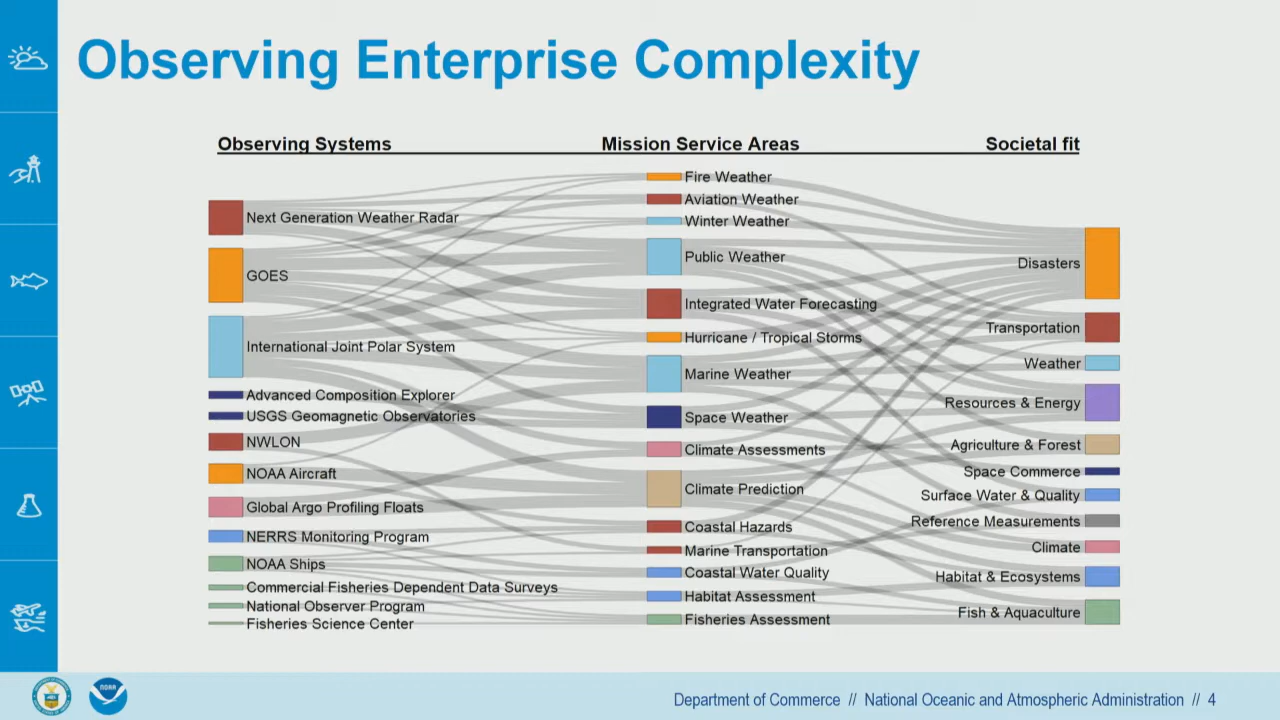 Observing Enterprise Complexity
Observing Systems
Mission Service Areas
Societal fit
Next Generation Weather Radar
GOES
International Joint Polar System
Advanced Composition Explorer
USGS Geomagnetic Observatories
NWLON
NOAA Aircraft
Global Argo Profiling Floats
NERRS Monitoring Program
NOAA Ships
Commercial Fisheries Dependent Data Surveys
National Observer Program
Fisheries Science Center
Fire Weather
Aviation Weather
Winter Weather
Public Weather
Integrated Water Forecasting
Hurricane / Tropical Storms
Marine Weather
Space Weather
Climate Assessments
Climate Prediction
Coastal Hazards
Marine Transportation
Coastal Water Quality
Habitat Assessment
Fisheries Assessment
Disasters
Transportation
Weather
Resources & Energy
Agriculture & Forest
Space Commerce
Surface Water & Quality
Reference Measurements
Climate
Habitat & Ecosystems
Fish & Aquaculture
NOAA
Department of Commerce // National Oceanic and Atmospheric Administration // 4